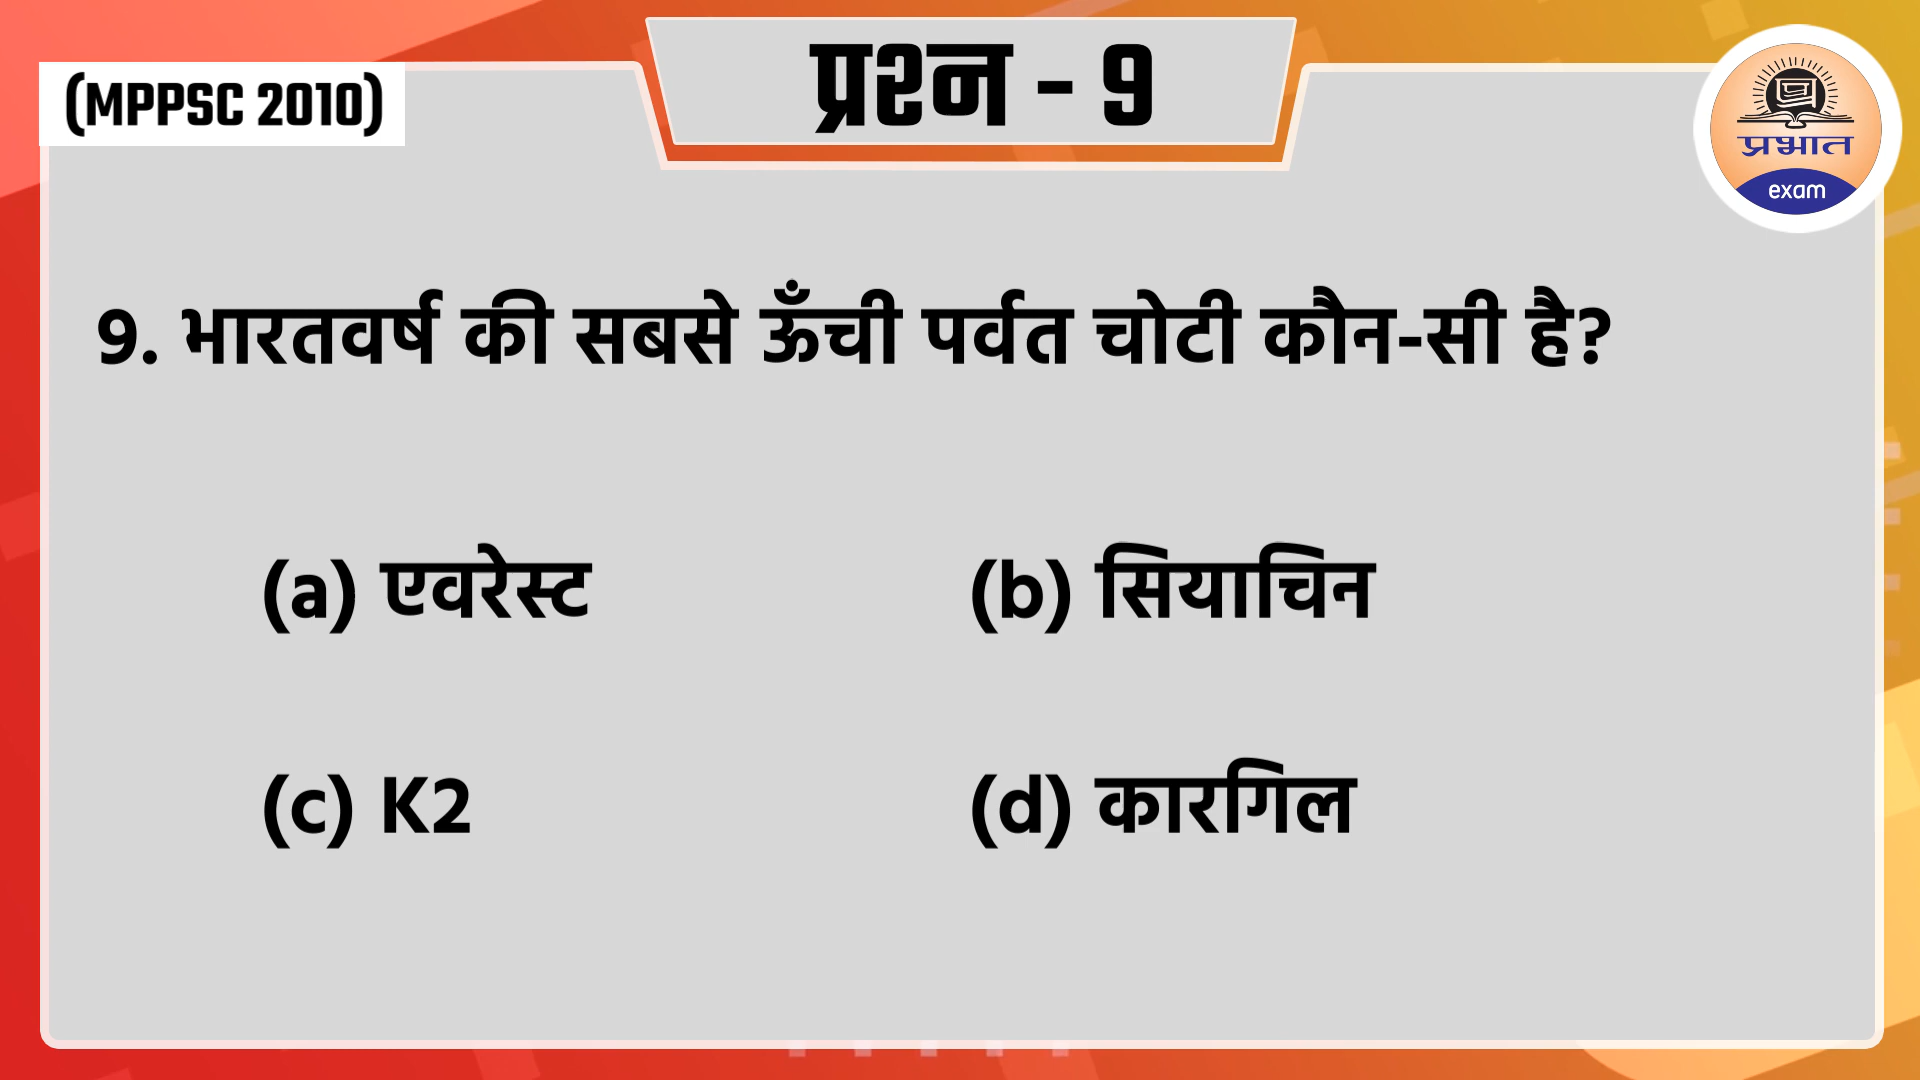 (MPPSC 2010)
प्रश्न - 9
प्रभात
exam
9. भारतवर्ष की सबसे ऊँची पर्वत चोटी कौन-सी है?
(a) एवरेस्ट
(b) सियाचिन
(c) K2
(d) कारगिल